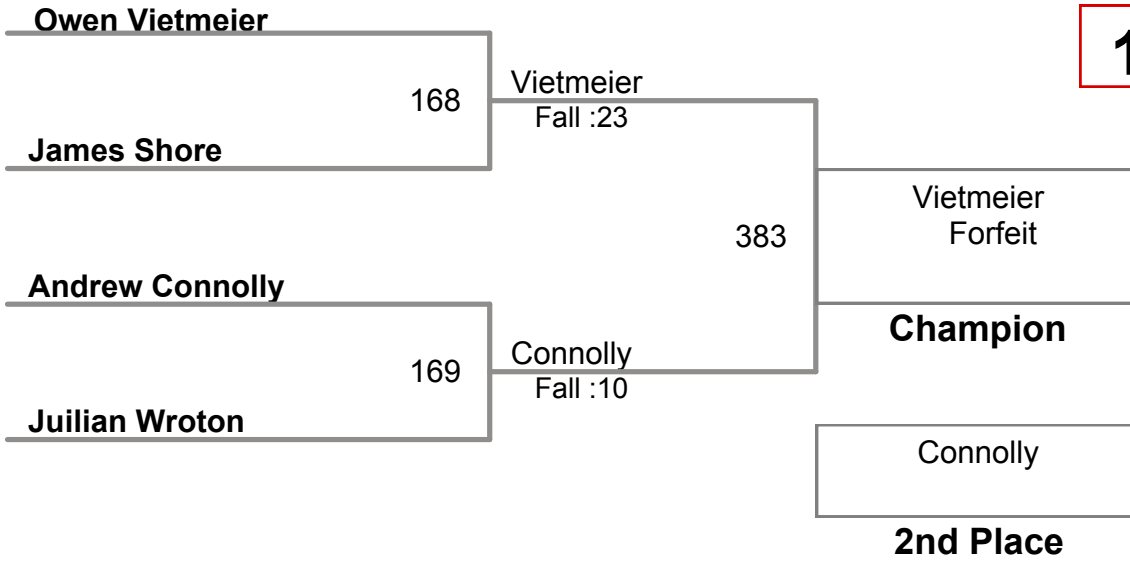 Owen Vietmeier
1
168
Vietmeier
Fall :23
James Shore
383
Vietmeier
Forfeit
Andrew Connolly
Champion
169
Connolly
Fall :10
Juilian Wroton
Connolly
2nd Place